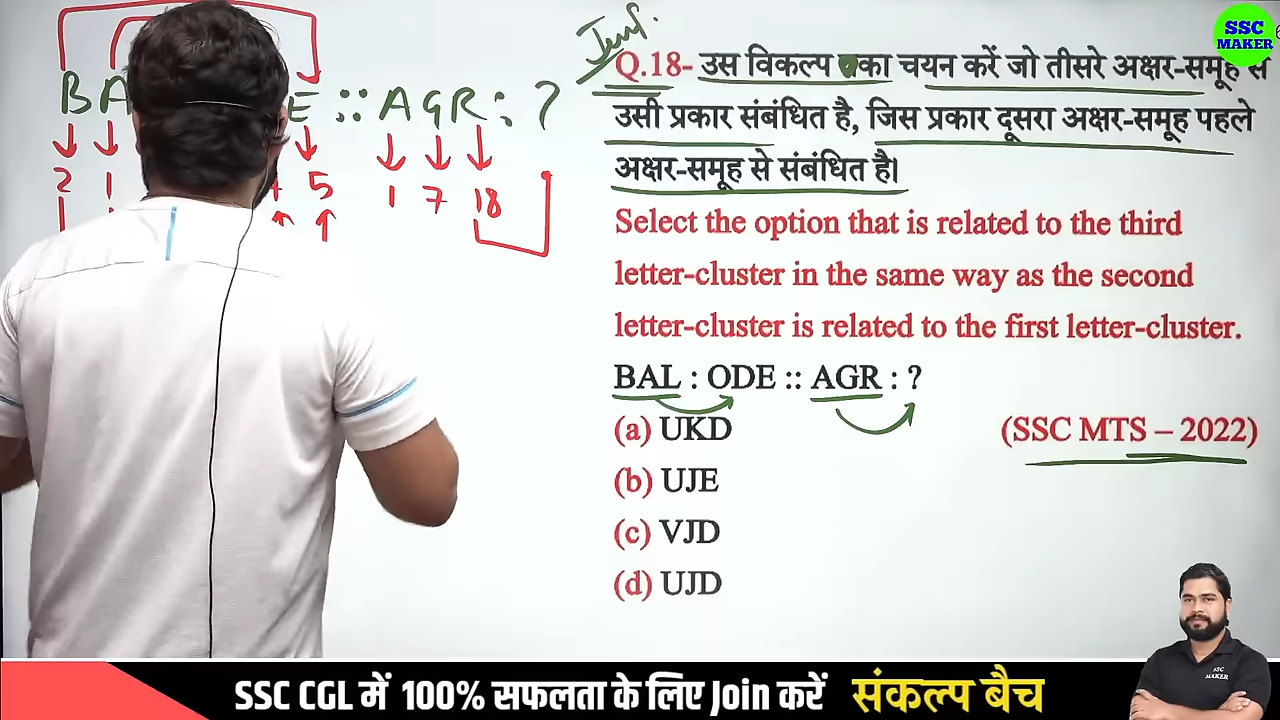 SSC
MAKER
Q.18- उस विकल्प का चयन करें जो तीसरे अक्षर-समूह से
उसी प्रकार संबंधित है, जिस प्रकार दूसरा अक्षर-समूह पहले
अक्षर-समूह से संबंधित है।
Select the option that is related to the third
letter-cluster in the same way as the second
letter-cluster is related to the first letter-cluster.
BAL : ODE :: AGR : ?
(a) UKD
(SSC MTS – 2022)
(b) UJE
(c) VJD
(d) UJD
BA E :: AGR : ?
2 1 5 1 7 18
SSC
MAKER
SSC CGL में 100% सफलता के लिए Join करें संकल्प बैच